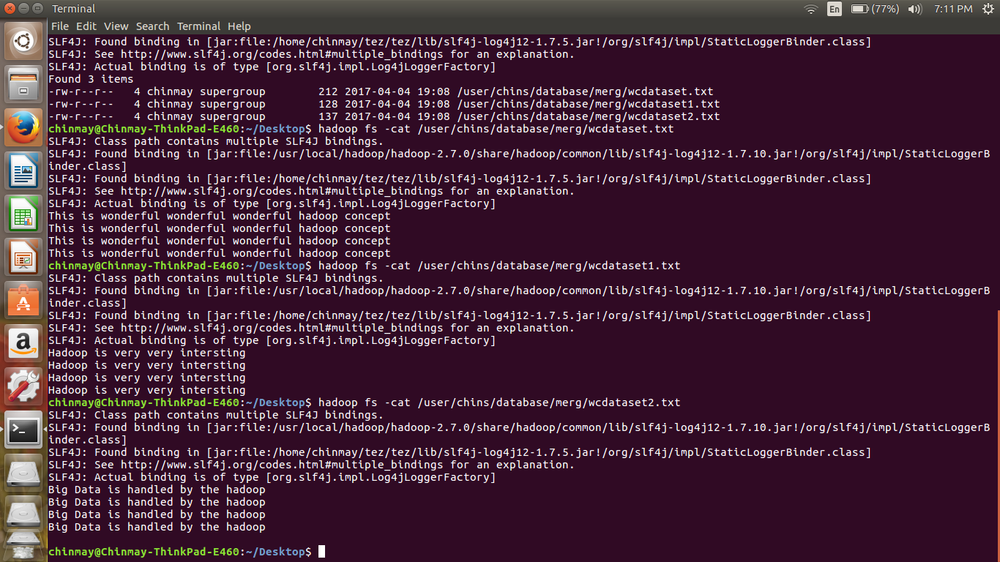 Terminal
En
(77%)
7:11 PM
File Edit View Search Terminal Help
SLF4J: Found binding in [jar:file:/home/chinmay/tez/tez/lib/slf4j-log4j12-1.7.5.jar!/org/slf4j/impl/StaticLoggerBinder.class]
SLF4J: See http://www.slf4j.org/codes.html#multiple_bindings for an explanation.
SLF4J: Actual binding is of type [org.slf4j.impl.Log4jLoggerFactory]
Found 3 items
-rw-r--r--   4 chinmay supergroup        212 2017-04-04 19:08 /user/chins/database/merg/wcdataset.txt
-rw-r--r--   4 chinmay supergroup        128 2017-04-04 19:08 /user/chins/database/merg/wcdataset1.txt
-rw-r--r--   4 chinmay supergroup        137 2017-04-04 19:08 /user/chins/database/merg/wcdataset2.txt
chinmay@Chinmay-ThinkPad-E460:~/Desktop$ hadoop fs -cat /user/chins/database/merg/wcdataset.txt
SLF4J: Class path contains multiple SLF4J bindings.
SLF4J: Found binding in [jar:file:/usr/local/hadoop/hadoop-2.7.0/share/hadoop/common/lib/slf4j-log4j12-1.7.10.jar!/org/slf4j/impl/StaticLoggerB
inder.class]
SLF4J: Found binding in [jar:file:/home/chinmay/tez/tez/lib/slf4j-log4j12-1.7.5.jar!/org/slf4j/impl/StaticLoggerBinder.class]
SLF4J: See http://www.slf4j.org/codes.html#multiple_bindings for an explanation.
SLF4J: Actual binding is of type [org.slf4j.impl.Log4jLoggerFactory]
This is wonderful wonderful wonderful hadoop concept
This is wonderful wonderful wonderful hadoop concept
This is wonderful wonderful wonderful hadoop concept
This is wonderful wonderful wonderful hadoop concept
chinmay@Chinmay-ThinkPad-E460:~/Desktop$ hadoop fs -cat /user/chins/database/merg/wcdataset1.txt
SLF4J: Class path contains multiple SLF4J bindings.
SLF4J: Found binding in [jar:file:/usr/local/hadoop/hadoop-2.7.0/share/hadoop/common/lib/slf4j-log4j12-1.7.10.jar!/org/slf4j/impl/StaticLoggerB
inder.class]
SLF4J: Found binding in [jar:file:/home/chinmay/tez/tez/lib/slf4j-log4j12-1.7.5.jar!/org/slf4j/impl/StaticLoggerBinder.class]
SLF4J: See http://www.slf4j.org/codes.html#multiple_bindings for an explanation.
SLF4J: Actual binding is of type [org.slf4j.impl.Log4jLoggerFactory]
Hadoop is very very intersting
Hadoop is very very intersting
Hadoop is very very intersting
Hadoop is very very intersting
chinmay@Chinmay-ThinkPad-E460:~/Desktop$ hadoop fs -cat /user/chins/database/merg/wcdataset2.txt
SLF4J: Class path contains multiple SLF4J bindings.
SLF4J: Found binding in [jar:file:/usr/local/hadoop/hadoop-2.7.0/share/hadoop/common/lib/slf4j-log4j12-1.7.10.jar!/org/slf4j/impl/StaticLoggerB
inder.class]
SLF4J: Found binding in [jar:file:/home/chinmay/tez/tez/lib/slf4j-log4j12-1.7.5.jar!/org/slf4j/impl/StaticLoggerBinder.class]
SLF4J: See http://www.slf4j.org/codes.html#multiple_bindings for an explanation.
SLF4J: Actual binding is of type [org.slf4j.impl.Log4jLoggerFactory]
Big Data is handled by the hadoop
Big Data is handled by the hadoop
Big Data is handled by the hadoop
Big Data is handled by the hadoop
chinmay@Chinmay-ThinkPad-E460:~/Desktop$